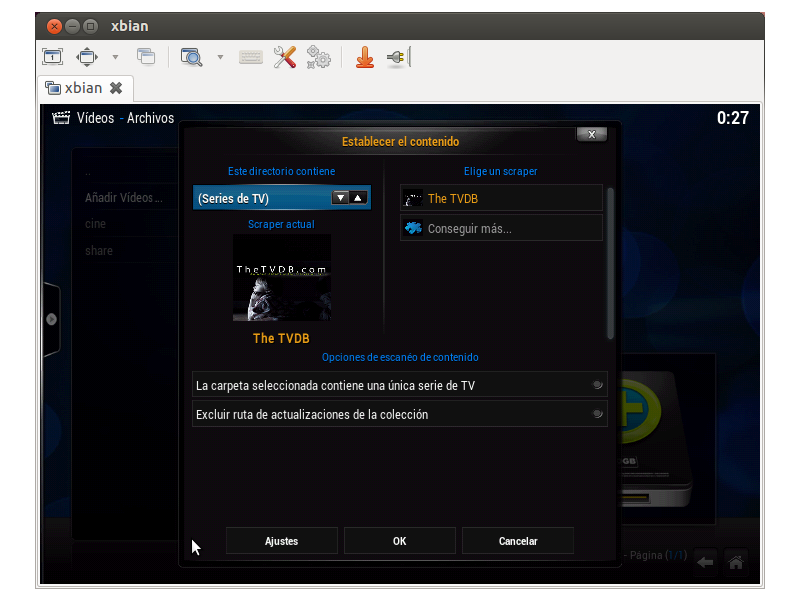 xbian
xbian
Vídeos - Archivos
0:27
Establecer el contenido
X
..
Añadir Vídeos...
cine
share
Este directorio contiene
(Series de TV)
Scraper actual
TheTVDB.com
The TVDB
Elige un scraper
The TVDB
Conseguir más...
Opciones de escanéo de contenido
La carpeta seleccionada contiene una única serie de TV
Excluir ruta de actualizaciones de la colección
GB
Ajustes
OK
Cancelar
- Página (1/1)